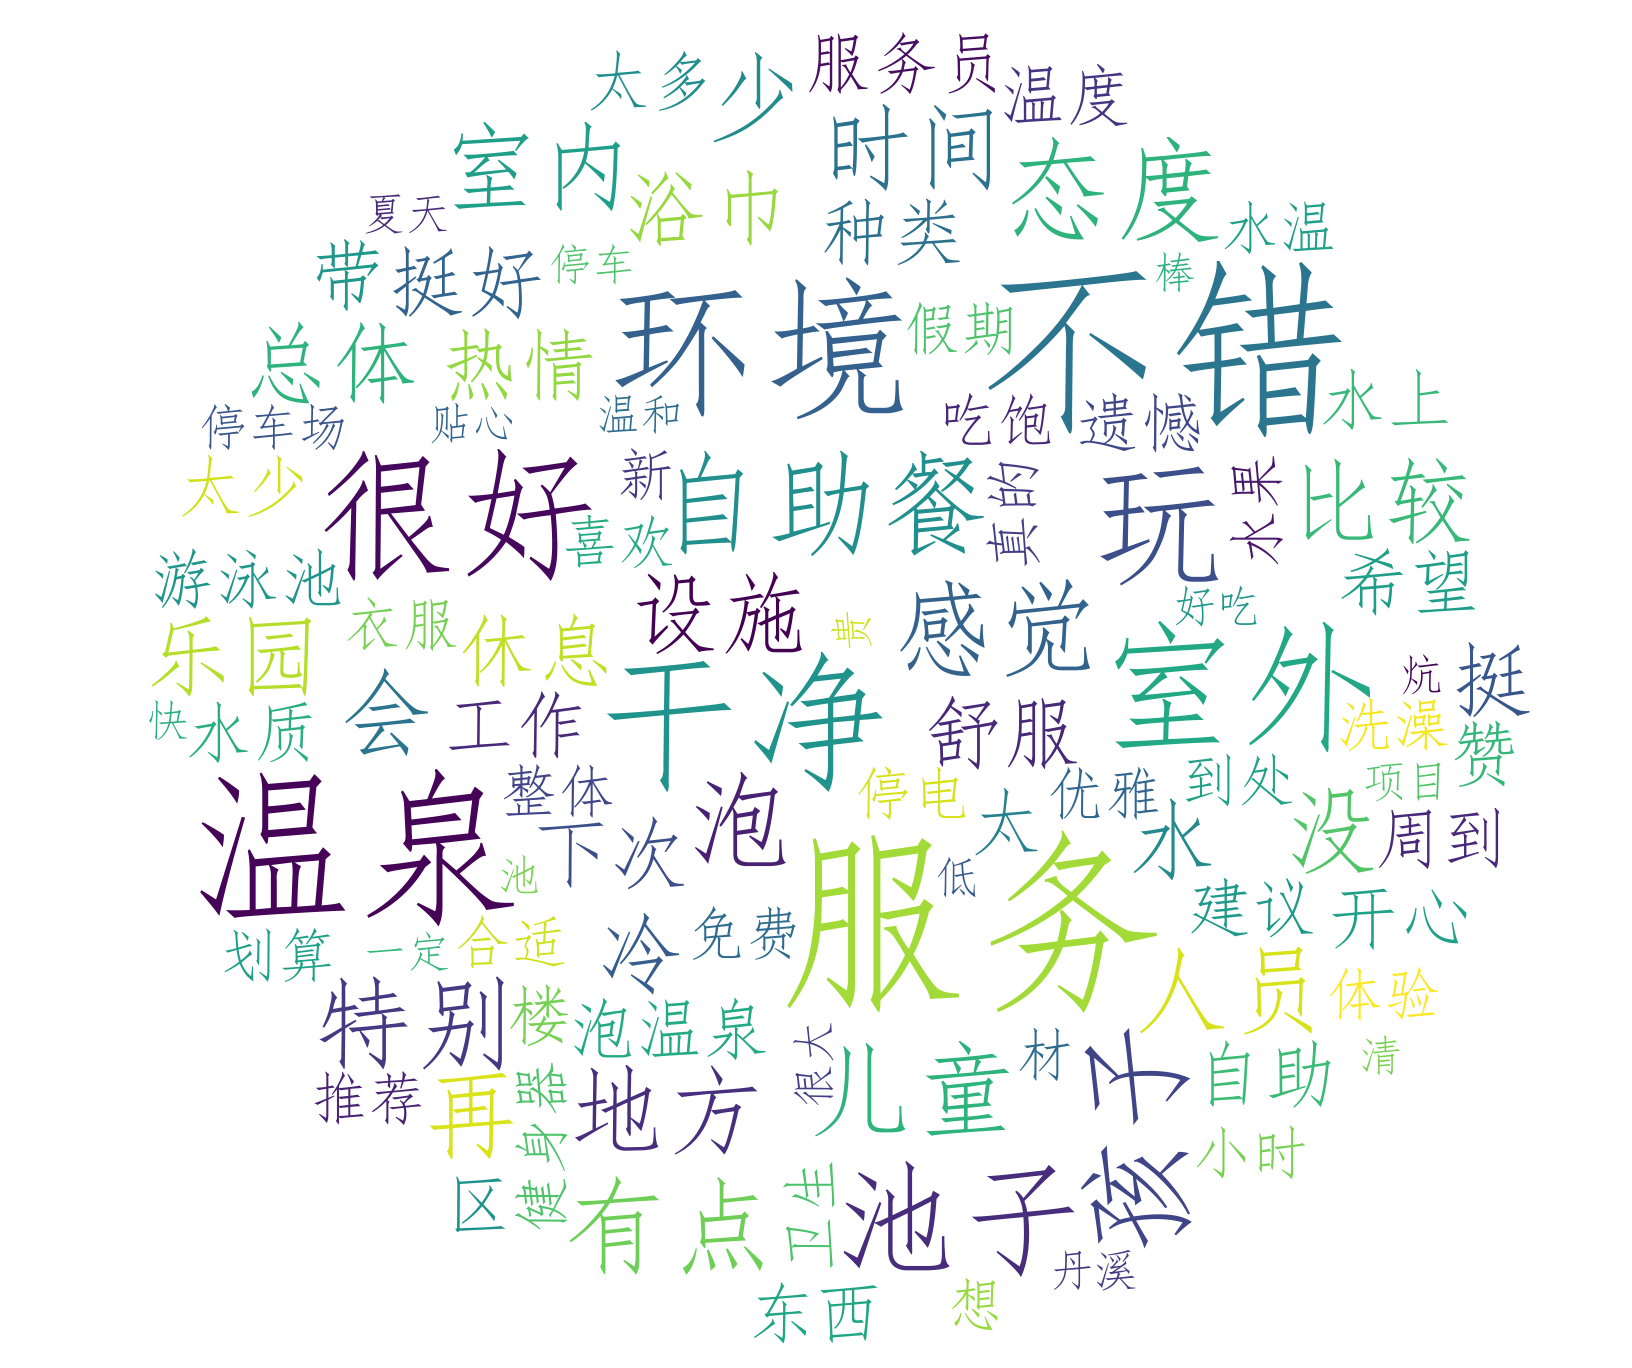 服务员
太多
少
温度
时间
室内
态度
浴巾
夏天
种类
水温
带
挺好
停车
棒
环境
不错
假期
总体
热情
水上
停车场
贴心
温和
吃饱
遗憾
太少
很好
新
自助餐
真的
玩
水果
比较
喜欢
游泳池
希望
衣服
设施
感觉
好吃
乐园
休息
贵
室外
炕
挺
快
水质
会
工作
干净
舒服
洗澡
赞
温泉
整体
泡
停电
太
优雅
到处
项目
下次
水
没
周到
池
服务
低
建议
开心
划算
一定
合适
冷
免费
特别
楼
泡温泉
人员
体验
很大
儿童
材
孩子
自助
清
推荐
再
健身器
地方
小时
区
有点
卫生
池子
丹溪
东西
想